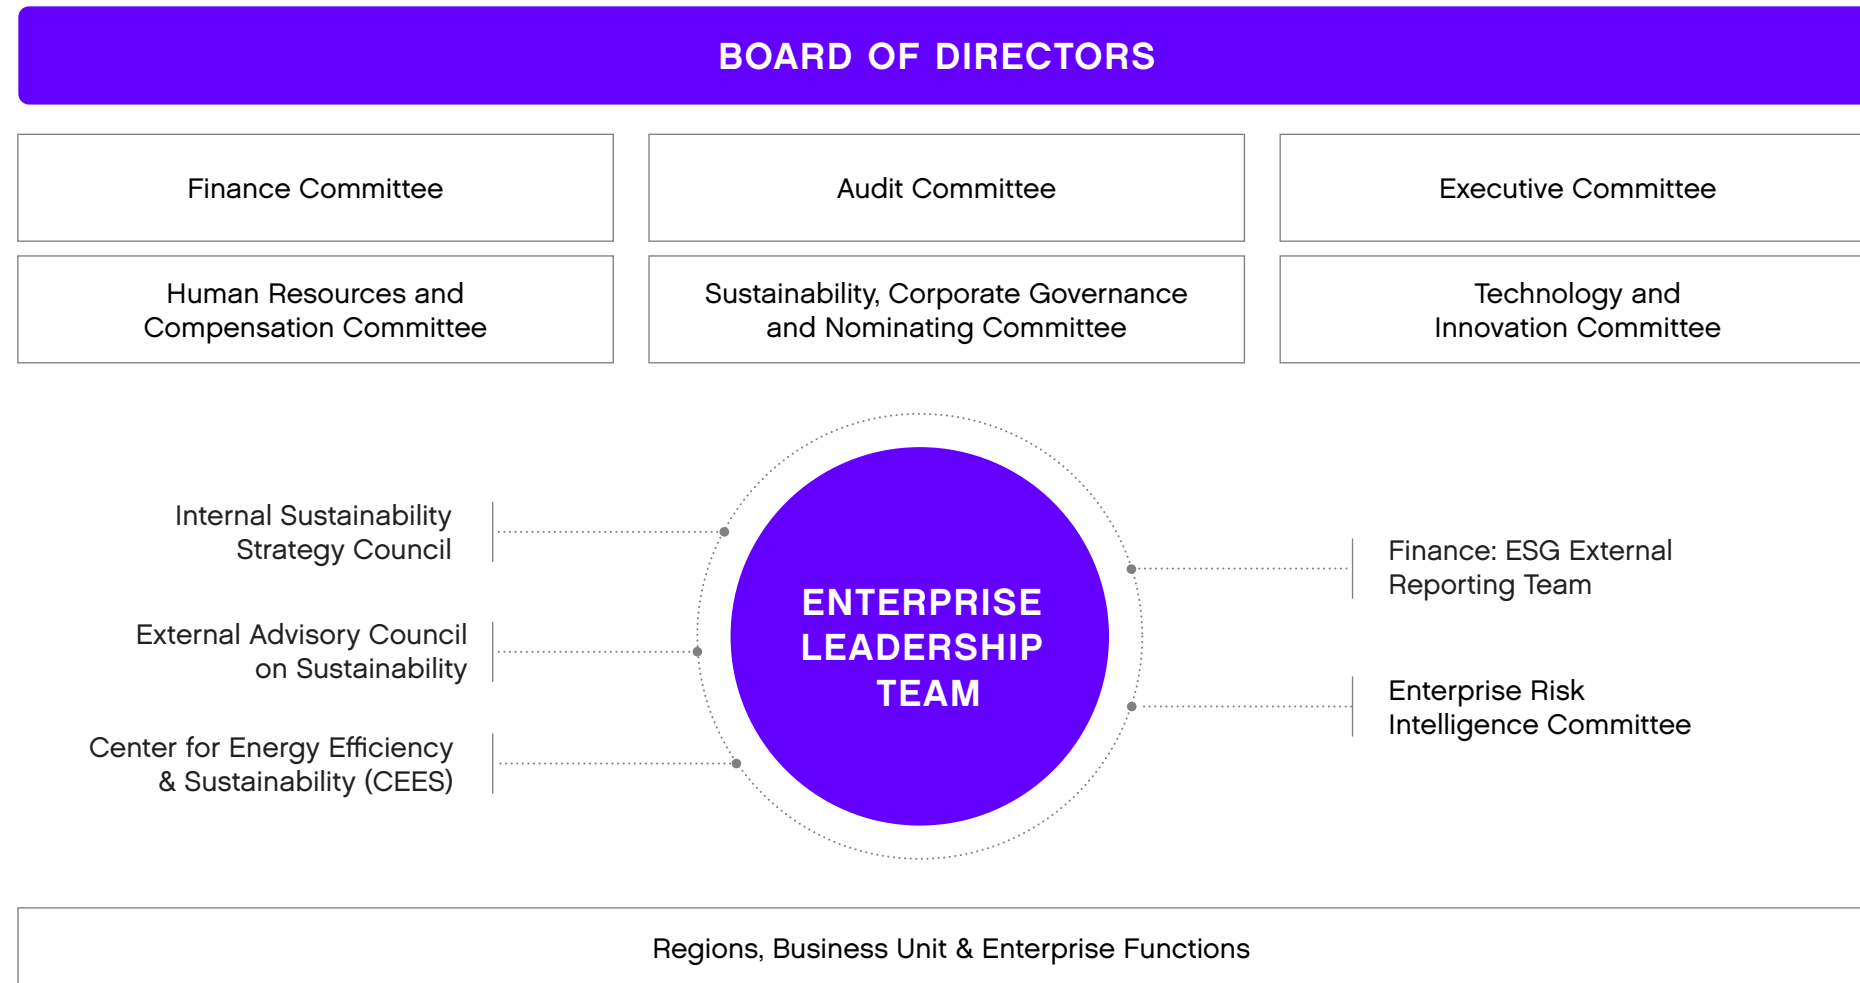 BOARD OF DIRECTORS
Finance Committee
Audit Committee
Executive Committee
Human Resources and
Compensation Committee
Sustainability, Corporate Governance
and Nominating Committee
Technology and
Innovation Committee
Internal Sustainability
Strategy Council
External Advisory Council
on Sustainability
Center for Energy Efficiency
& Sustainability (CEES)
ENTERPRISE
LEADERSHIP
TEAM
Finance: ESG External
Reporting Team
Enterprise Risk
Intelligence Committee
Regions, Business Unit & Enterprise Functions